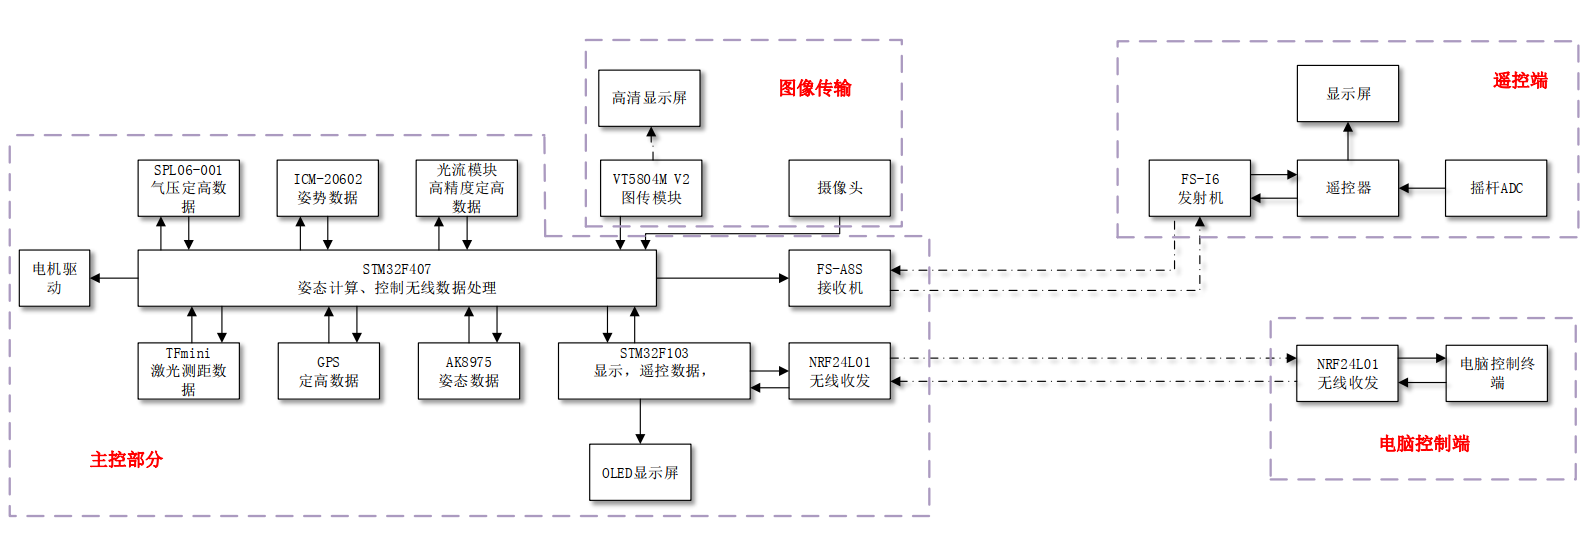 图像传输
高清显示屏
VT5804M V2
图传模块
摄像头
遥控端
显示屏
FS-I6
发射机
遥控器
摇杆ADC
SPL06-001
气压定高数
据
ICM-20602
姿势数据
光流模块
高精度定高
数据
电机驱
动
STM32F407
姿态计算、控制无线数据处理
FS-A8S
接收机
TFmini
激光测距数
据
GPS
定高数据
AK8975
姿态数据
STM32F103
显示，遥控数据，
NRF24L01
无线收发
OLED显示屏
主控部分
NRF24L01
无线收发
电脑控制终
端
电脑控制端